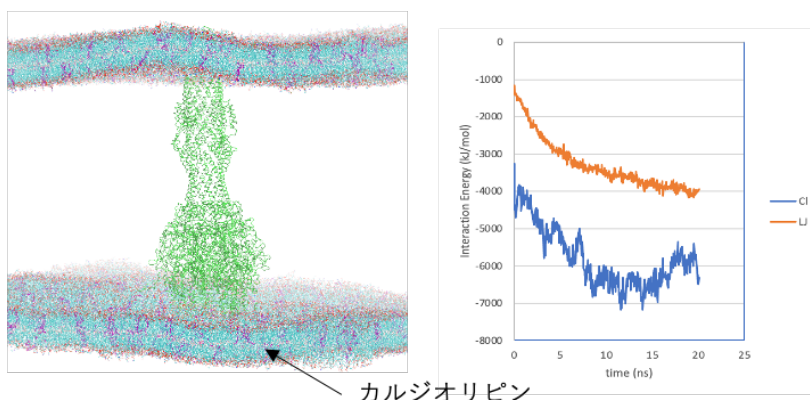 カルジオリピン
Interaction Energy (kJ/mol)
0
-1000
-2000
-3000
-4000
-5000
-6000
-7000
-8000
0 5 10 15 20 25
time (ns)
Cl
LJ